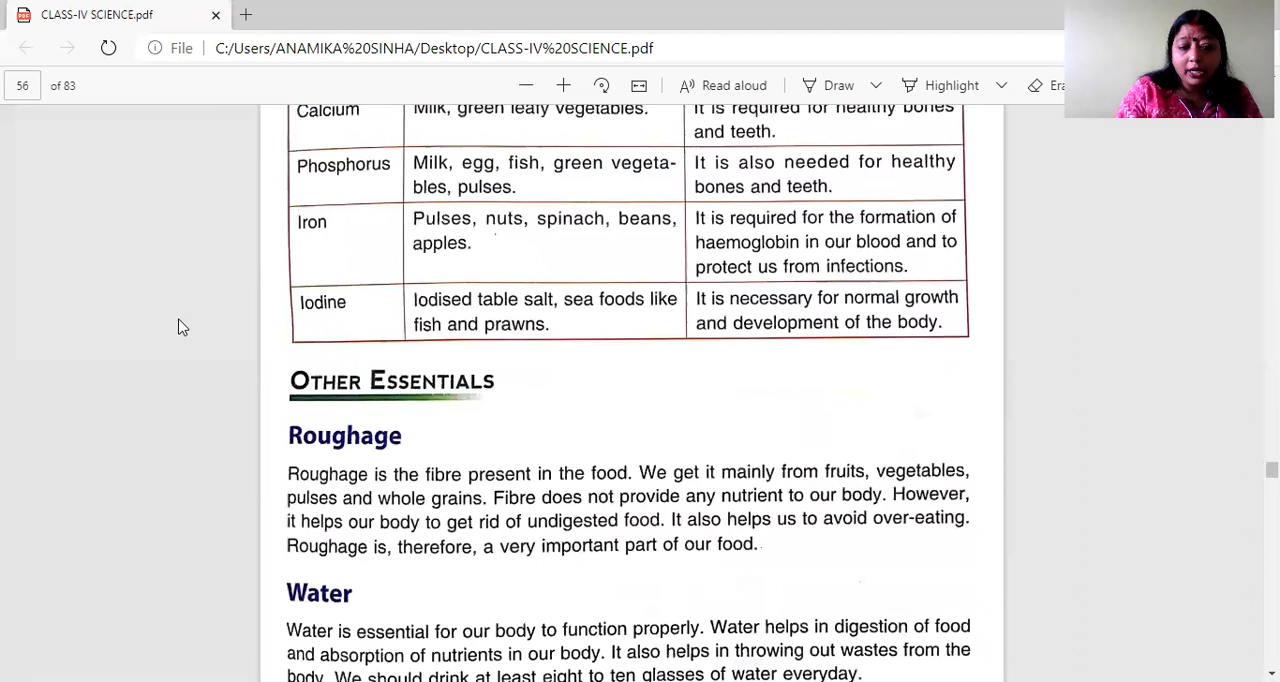 CLASS-IV SCIENCE.pdf
File C:/Users/ANAMIKA%20SINHA/Desktop/CLASS-IV%20SCIENCE.pdf
56 of 83 Read aloud Draw Highlight Era
Calcium Milk, green leafy vegetables. It is required for healthy bones
and teeth.
Phosphorus Milk, egg, fish, green vegeta- It is also needed for healthy
bles, pulses. bones and teeth.
Iron Pulses, nuts, spinach, beans, It is required for the formation of
apples. haemoglobin in our blood and to
protect us from infections.
Iodine Iodised table salt, sea foods like It is necessary for normal growth
fish and prawns. and development of the body.
OTHER ESSENTIALS
Roughage
Roughage is the fibre present in the food. We get it mainly from fruits, vegetables,
pulses and whole grains. Fibre does not provide any nutrient to our body. However,
it helps our body to get rid of undigested food. It also helps us to avoid over-eating.
Roughage is, therefore, a very important part of our food.
Water
Water is essential for our body to function properly. Water helps in digestion of food
and absorption of nutrients in our body. It also helps in throwing out wastes from the
body. We should drink at least eight to ten glasses of water everyday.